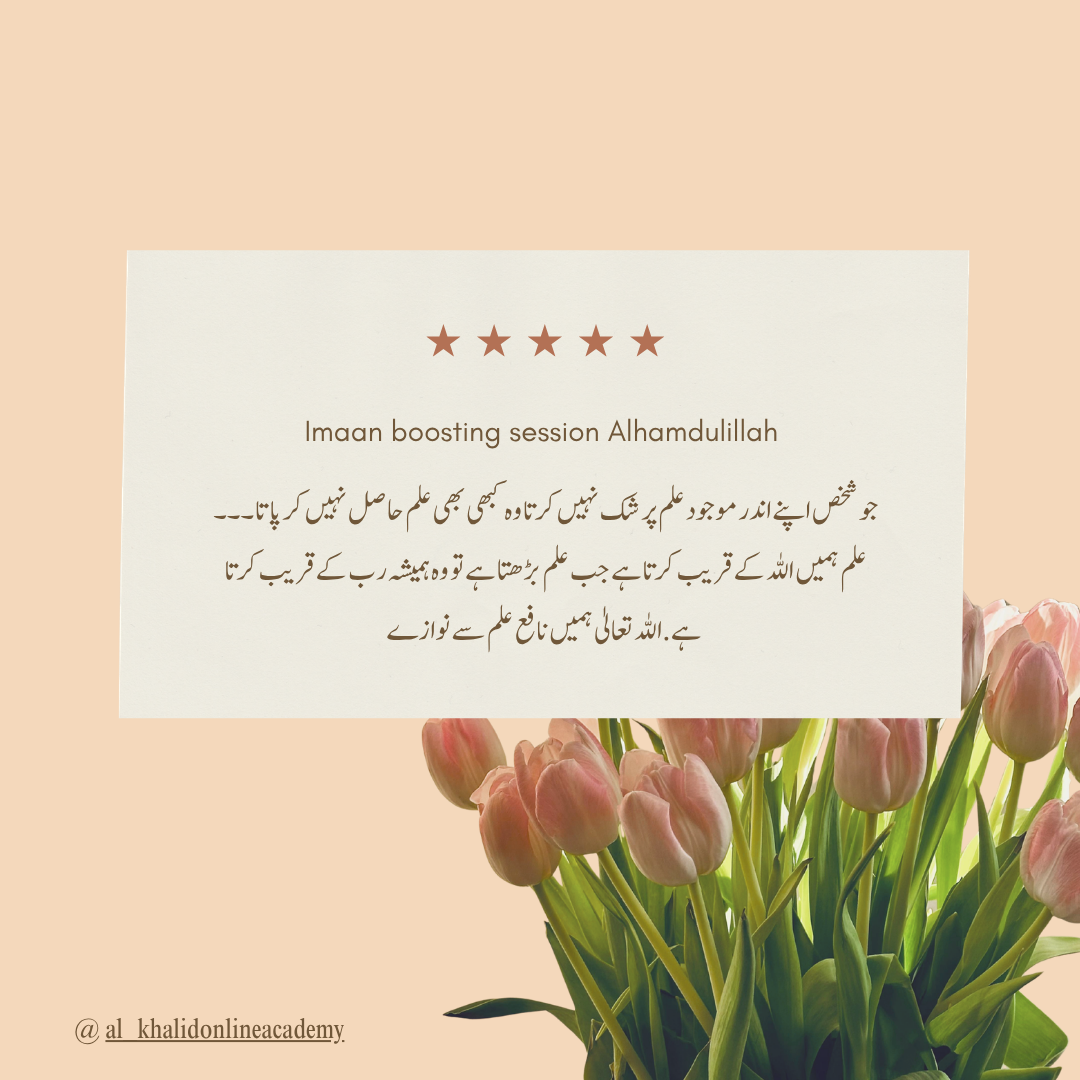 ★ ★ ★ ★ ★
Imaan boosting session Alhamdulillah
جو شخص اپنے اندر موجود علم پر شک نہیں کرتا وہ کبھی بھی علم حاصل نہیں کر پاتا۔۔۔
علم ہمیں اللہ کے قریب کرتا ہے جب علم بڑھتا ہے تو وہ ہمیشہ رب کے قریب کرتا
ہے.اللہ تعالیٰ ہمیں نافع علم سے نوازے
@ al_khalidonlineacademy